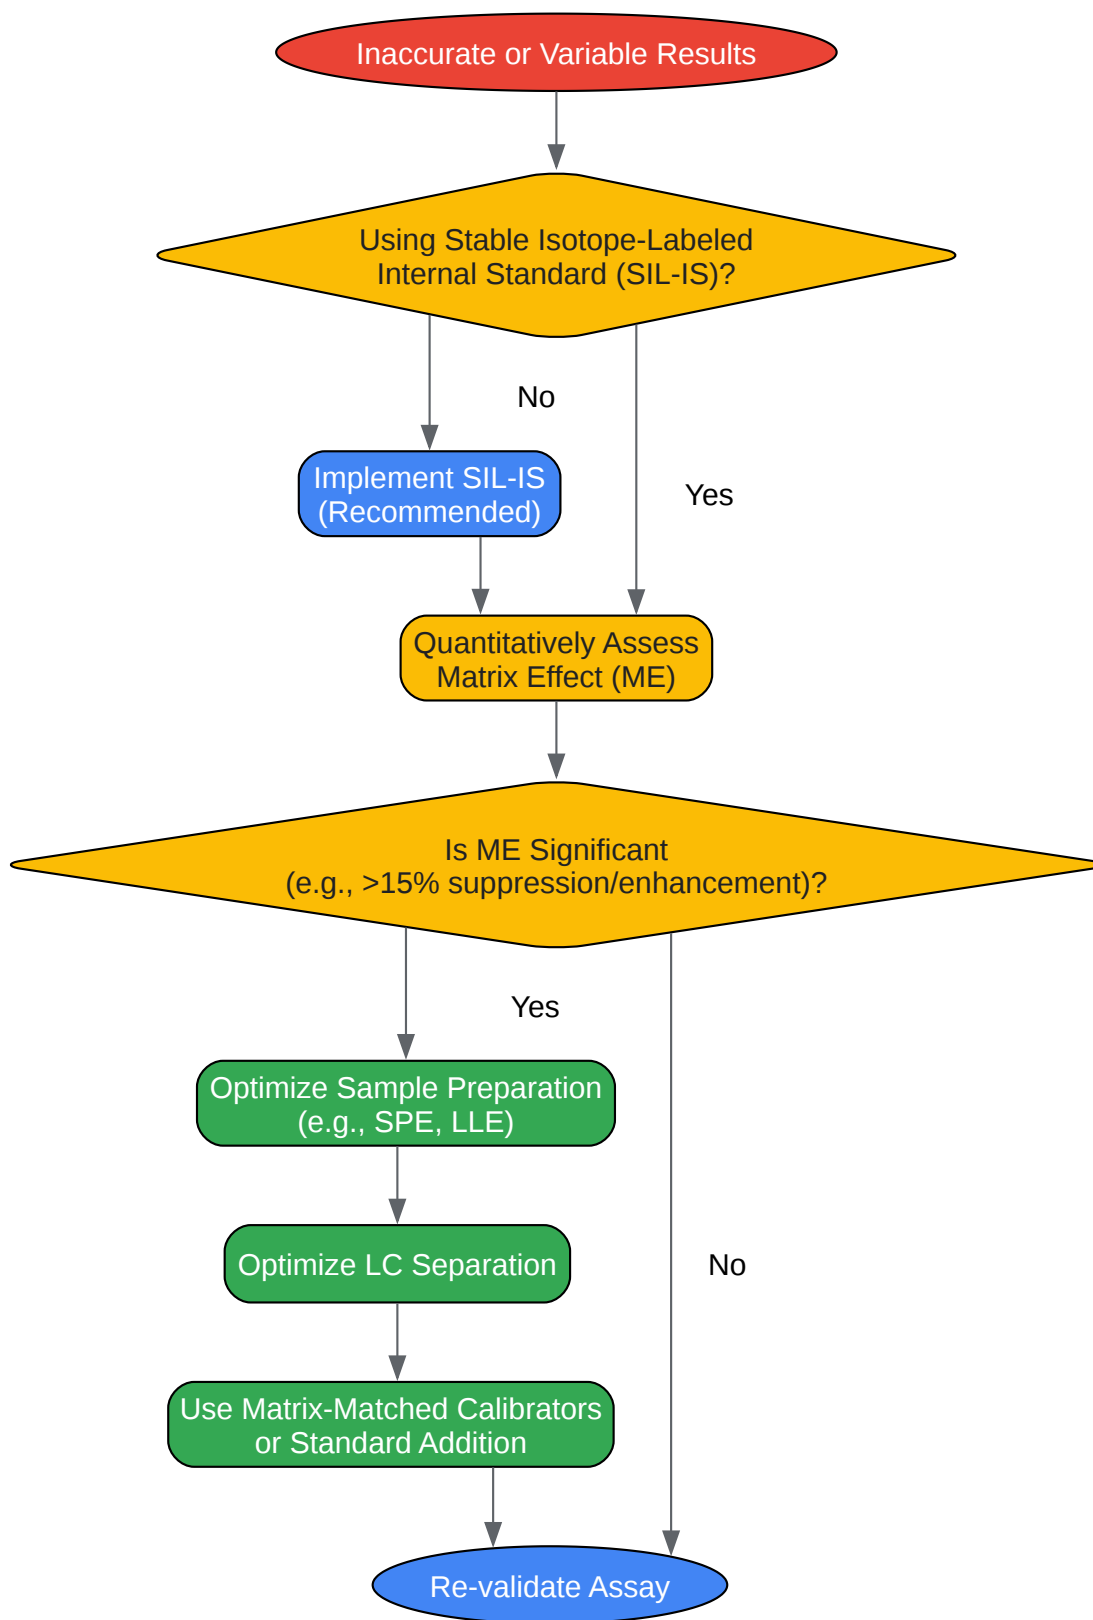 Inaccurate or Variable Results
Using Stable Isotope-Labeled
Internal Standard (SIL-IS)?
No
Implement SIL-IS
(Recommended)
Yes
Quantitatively Assess
Matrix Effect (ME)
Is ME Significant
(e.g., >15% suppression/enhancement)?
Yes
Optimize Sample Preparation
(e.g., SPE, LLE)
Optimize LC Separation
No
Use Matrix-Matched Calibrators
or Standard Addition
Re-validate Assay